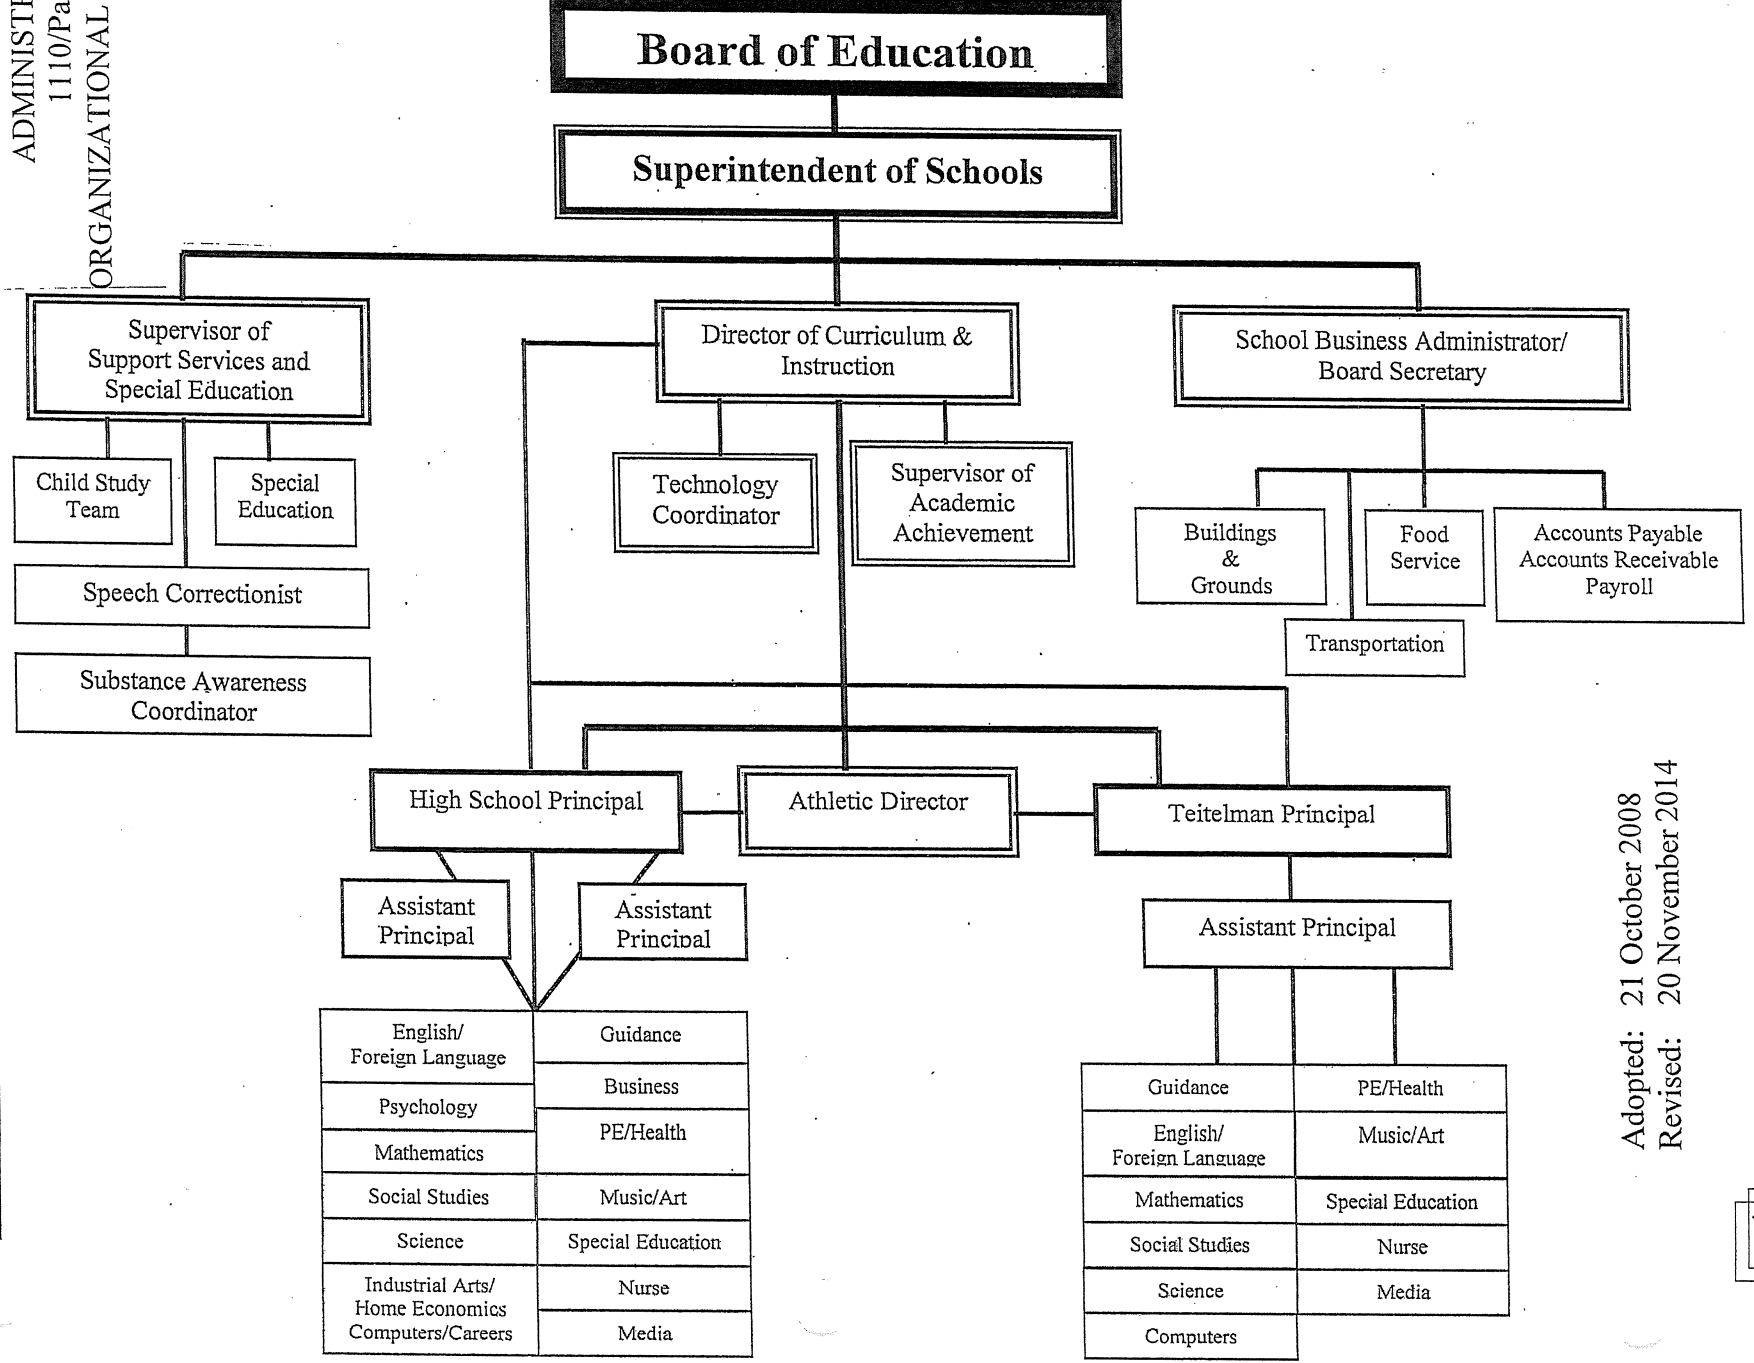 ADMINIST
1110/Pa
ORGANIZATIONAL
Board of Education
Superintendent of Schools
Supervisor of
Support Services and
Special Education
Director of Curriculum &
Instruction
School Business Administrator/
Board Secretary
Child Study
Team
Special
Education
Speech Correctionist
Substance Awareness
Coordinator
Technology
Coordinator
Supervisor of
Academic
Achievement
Buildings
&
Grounds
Food
Service
Accounts Payable
Accounts Receivable
Payroll
Transportation
High School Principal
Athletic Director
Teitelman Principal
Assistant
Principal
Assistant
Principal
Assistant Principal
English/
Foreign Language
Psychology
Mathematics
Social Studies
Science
Industrial Arts/
Home Economics
Computers/Careers
Guidance
Business
PE/Health
Music/Art
Special Education
Nurse
Media
Guidance
English/
Foreign Language
Mathematics
Social Studies
Science
Computers
PE/Health
Music/Art
Special Education
Nurse
Media
Adopted: 21 October 2008
Revised: 20 November 2014